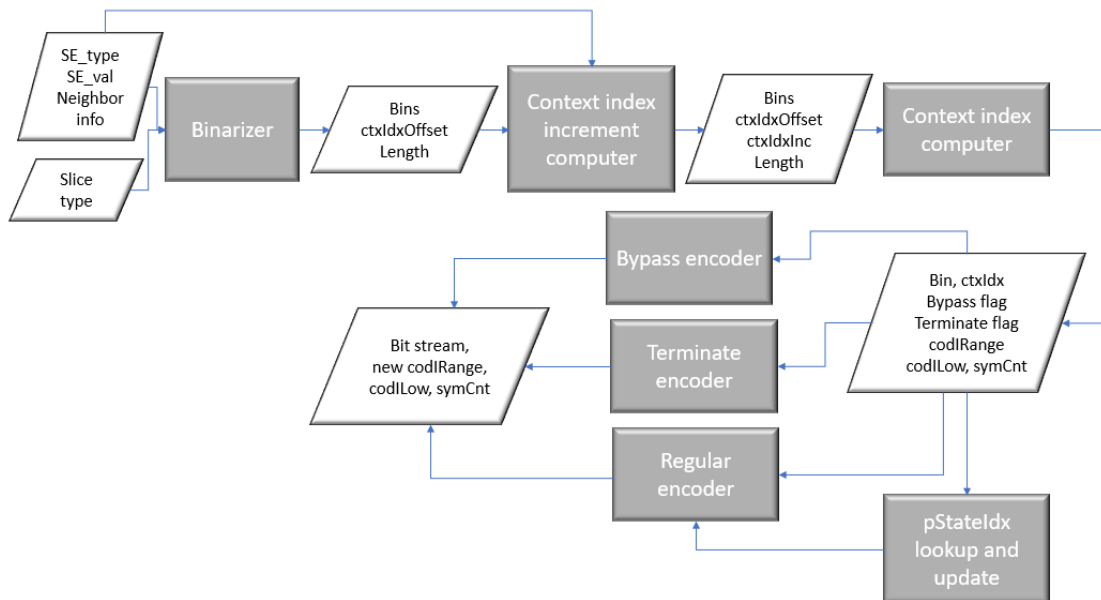 SE_type
SE_val
Neighbor
info
Slice
type
Binarizer
Bins
ctxIdxOffset
Length
Context index
increment
computer
Bins
ctxIdxOffset
ctxIdxInc
Length
Context index
computer
Bypass encoder
Bin, ctxIdx
Bypass flag
Terminate flag
codIRange
codILow, symCnt
Terminate
encoder
Bit stream,
new codIRange,
codILow, symCnt
Regular
encoder
pStateIdx
lookup and
update